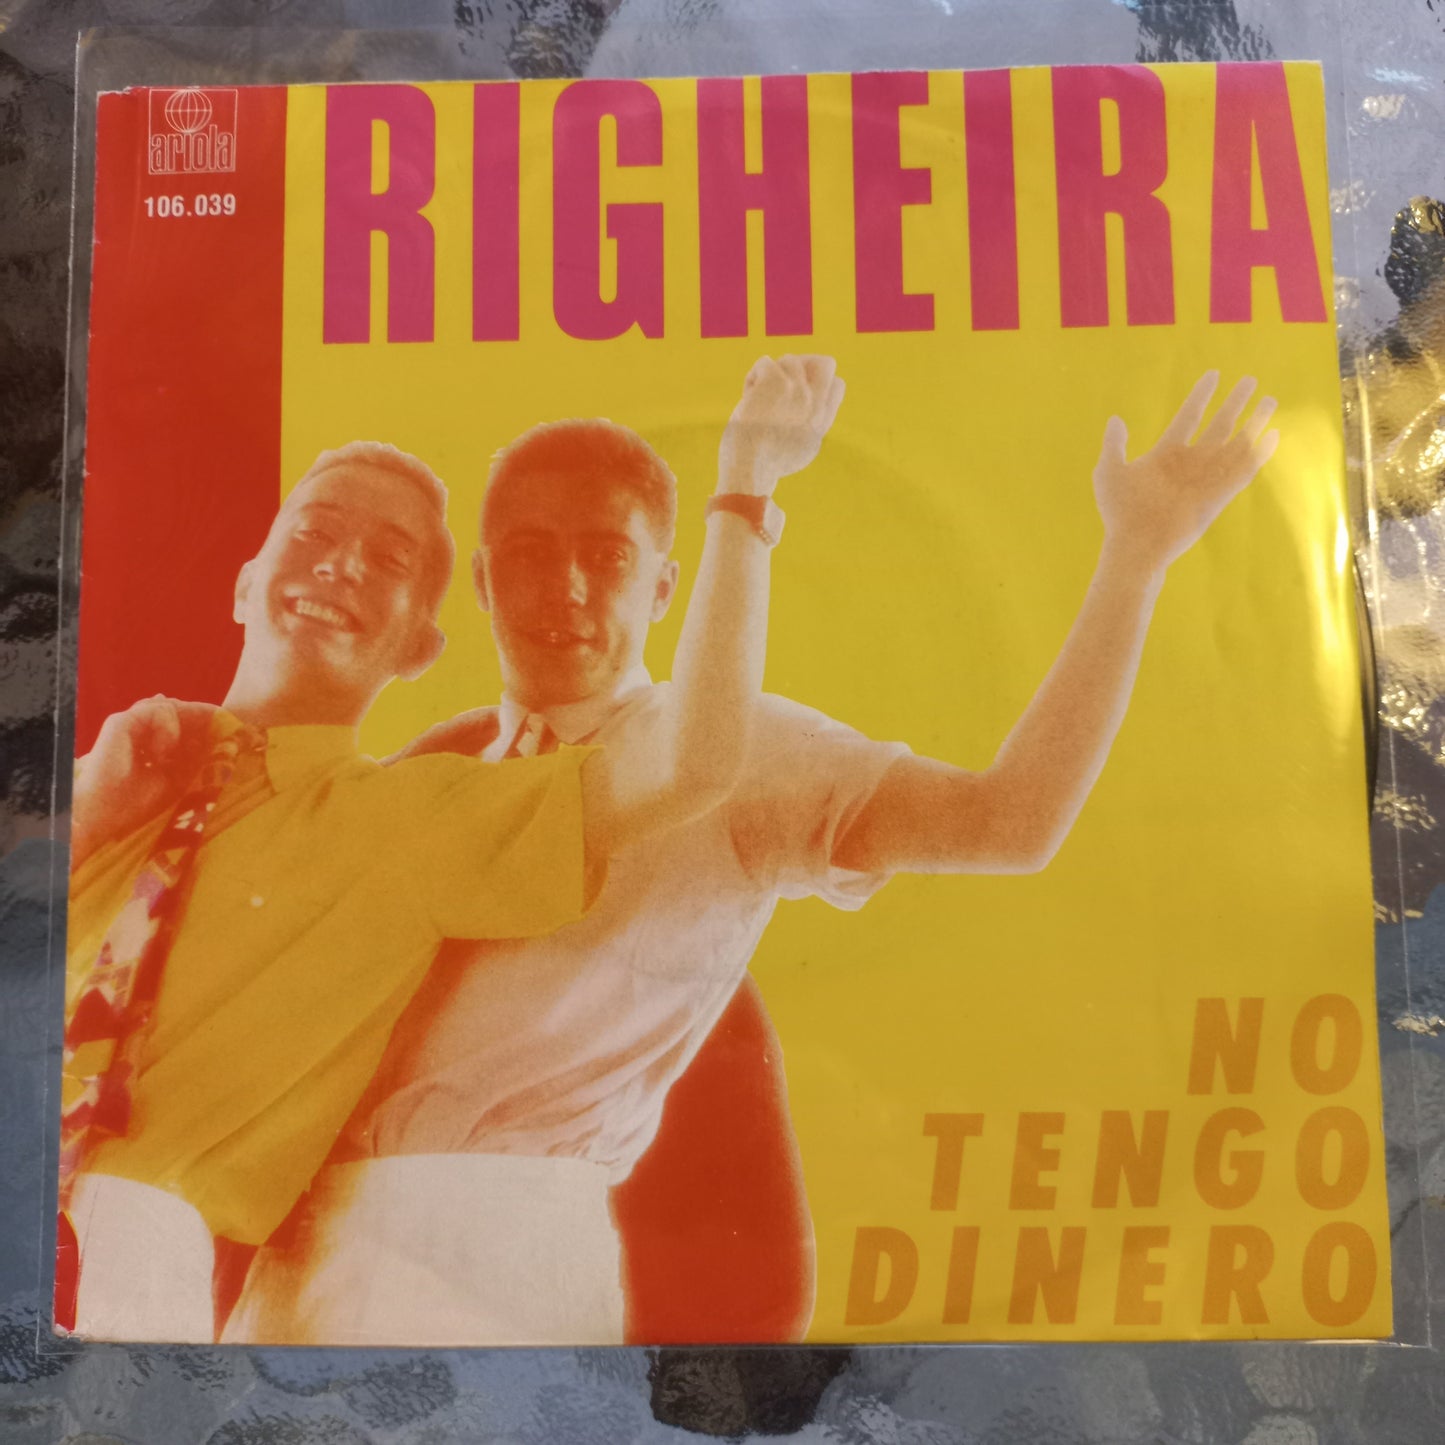 ariola
106.039
RIGHEIRA
NO
TENGO
DINERO